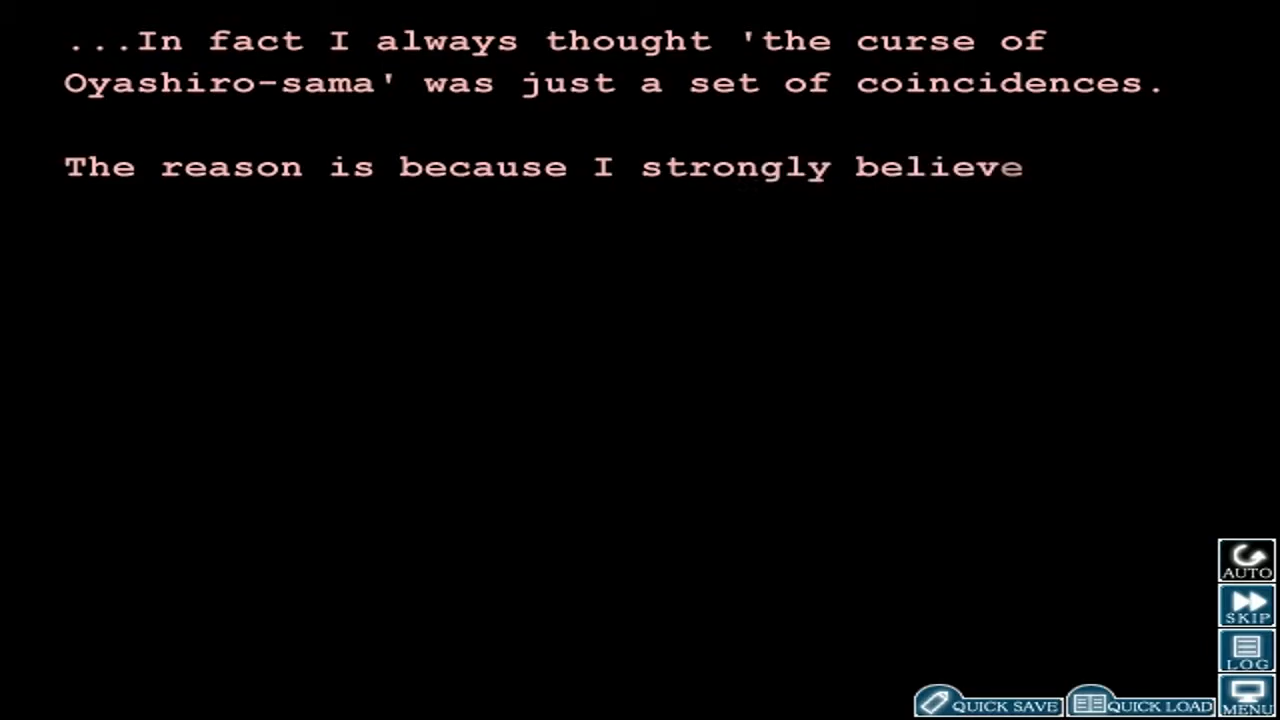 ...In fact I always thought 'the curse of
Oyashiro-sama' was just a set of coincidences.
The reason is because I strongly believe
AUTO
SKIP
LOG
QUICK SAVE QUICK LOAD MENU